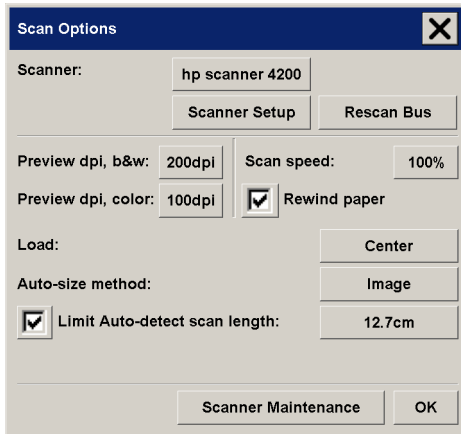 Scan Options
Scanner: hp scanner 4200
Scanner Setup Rescan Bus
Preview dpi, b&w: 200dpi Scan speed: 100%
Preview dpi, color: 100dpi Rewind paper
Load: Center
Auto-size method: Image
Limit Auto-detect scan length: 12.7cm
Scanner Maintenance OK